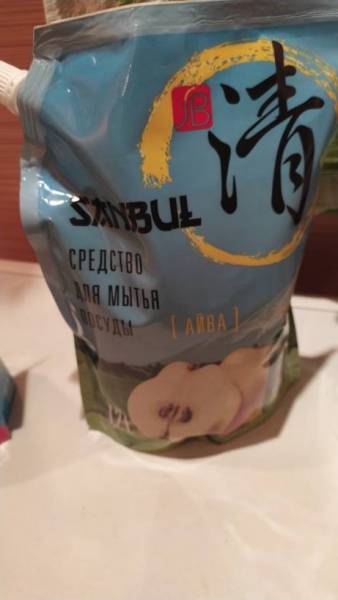 JB
清
SANBUL
СРЕДСТВО
ДЛЯ МЫТЬЯ
ПОСУДЫ
[АЙВА]